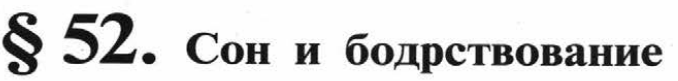 § 52. Сон и бодрствование